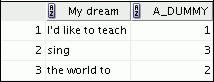 My dream A_DUMMY
1 I'd like to teach 1
2 sing 3
3 the world to 2